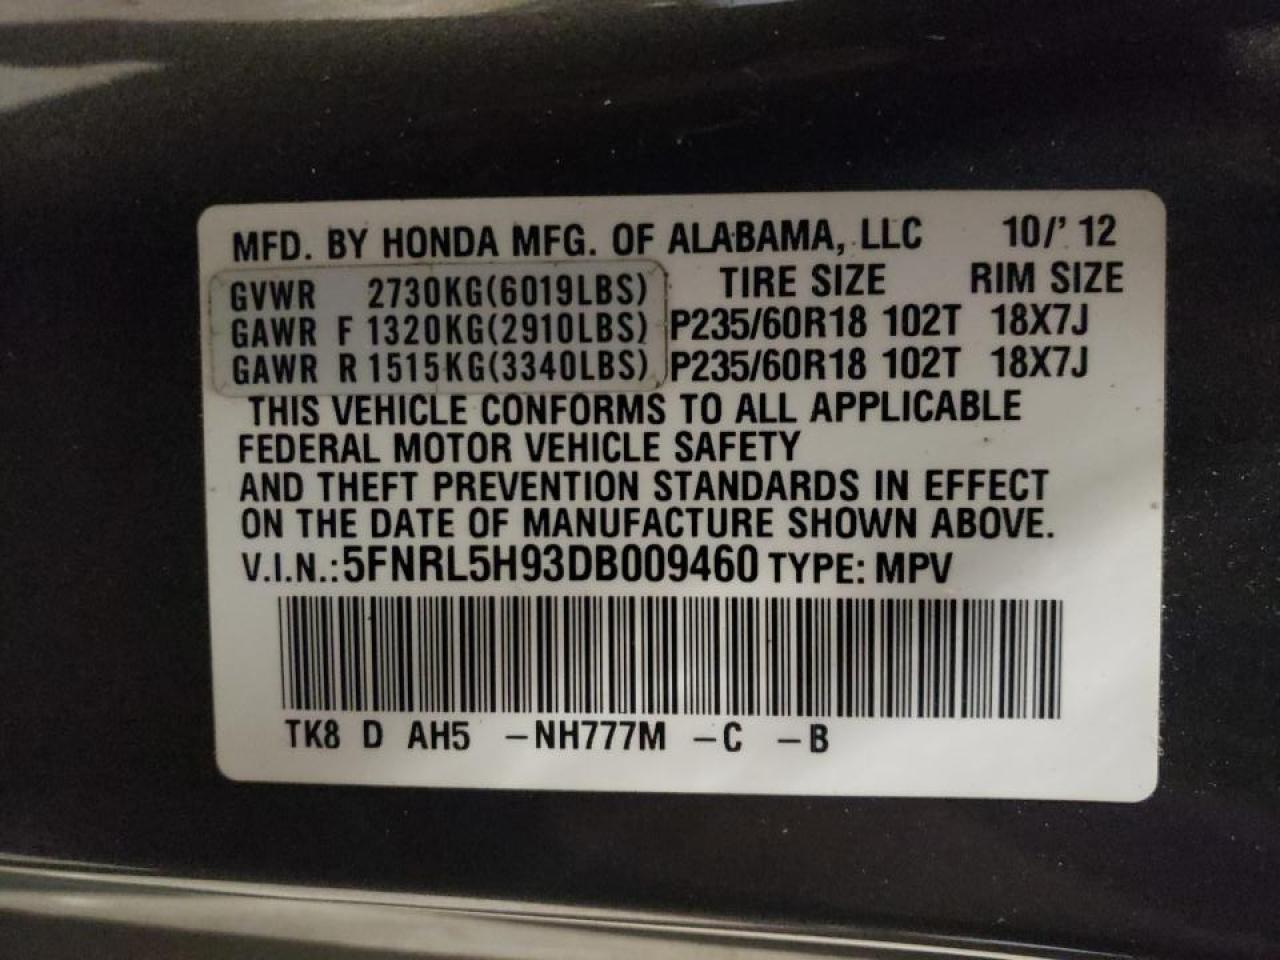 MFD. BY HONDA MFG. OF ALABAMA, LLC 10/' 12
GVWR 2730KG(6019LBS) TIRE SIZE RIM SIZE
GAWR F 1320KG(2910LBS) P235/60R18 102T 18X7J
GAWR R 1515KG(3340LBS) P235/60R18 102T 18X7J
THIS VEHICLE CONFORMS TO ALL APPLICABLE
FEDERAL MOTOR VEHICLE SAFETY
AND THEFT PREVENTION STANDARDS IN EFFECT
ON THE DATE OF MANUFACTURE SHOWN ABOVE.
V.I.N.:5FNRL5H93DB009460 TYPE: MPV
TK8 D AH5 –NH777M –C –B